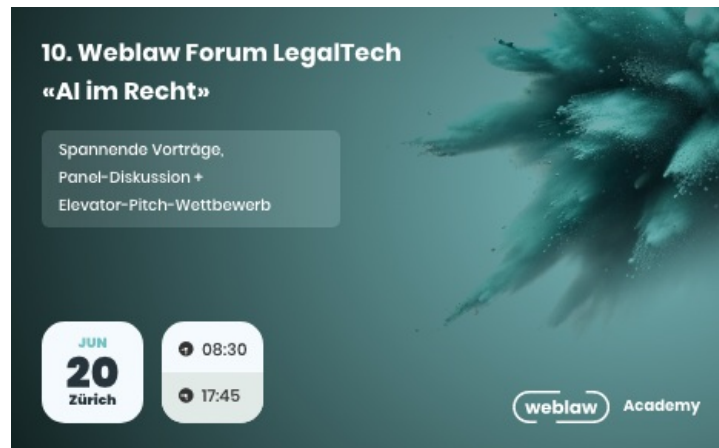 10. Weblaw Forum LegalTech
«AI im Recht»
Spannende Vorträge,
Panel-Diskussion +
Elevator-Pitch-Wettbewerb
JUN
20
Zürich
08:30
17:45
weblaw Academy